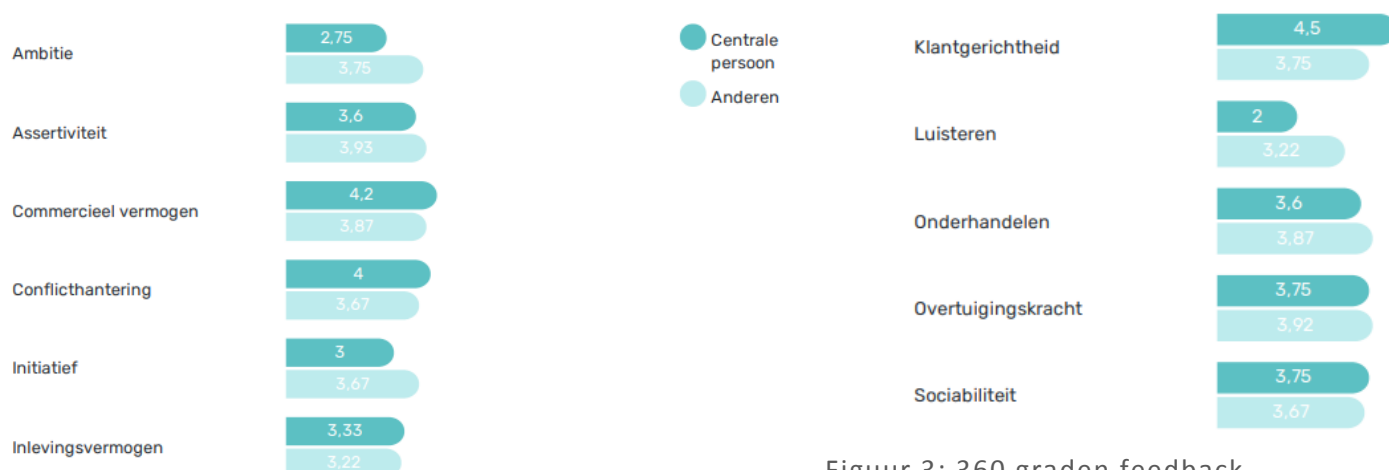 Ambitie
2,75
3,75
Assertiviteit
3,6
3,93
Commercieel vermogen
4,2
3,87
Conflicthantering
4
3,67
Initiatief
3
3,67
Inlevingsvermogen
3,33
3,22
Centrale
persoon
Anderen
Klantgerichtheid
4,5
3,75
Luisteren
2
3,22
Onderhandelen
3,6
3,87
Overtuigingskracht
3,75
3,92
Sociabiliteit
3,75
3,67
Figuur 3: 360 graden feedback